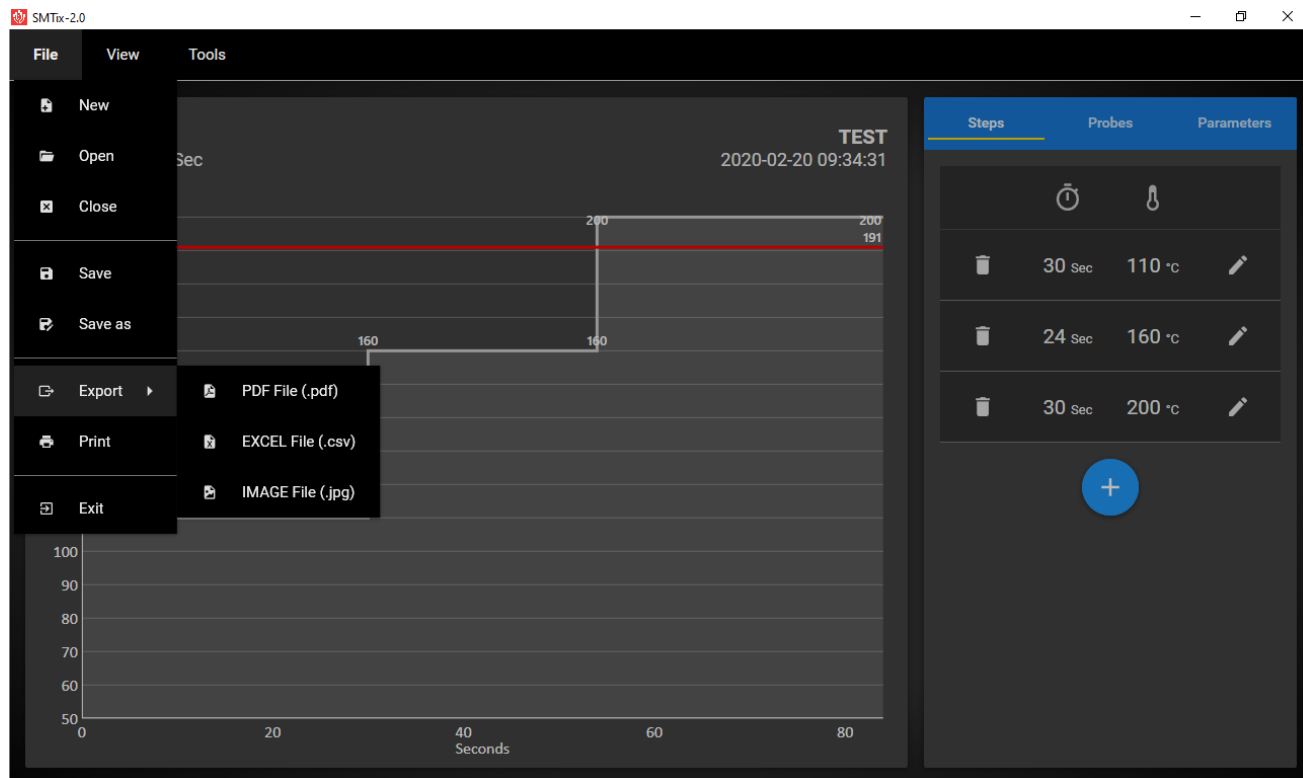 SMTix-2.0
File View Tools
New
Open
Close
Save
Save as
Export
Print
Exit
PDF File (.pdf)
EXCEL File (.csv)
IMAGE File (.jpg)
Sec
TEST
2020-02-20 09:34:31
200 200
191
160 160
100
90
80
70
60
50
0 20 40 60 80
Seconds
Steps Probes Parameters
30 Sec 110 °C
24 Sec 160 °C
30 Sec 200 °C